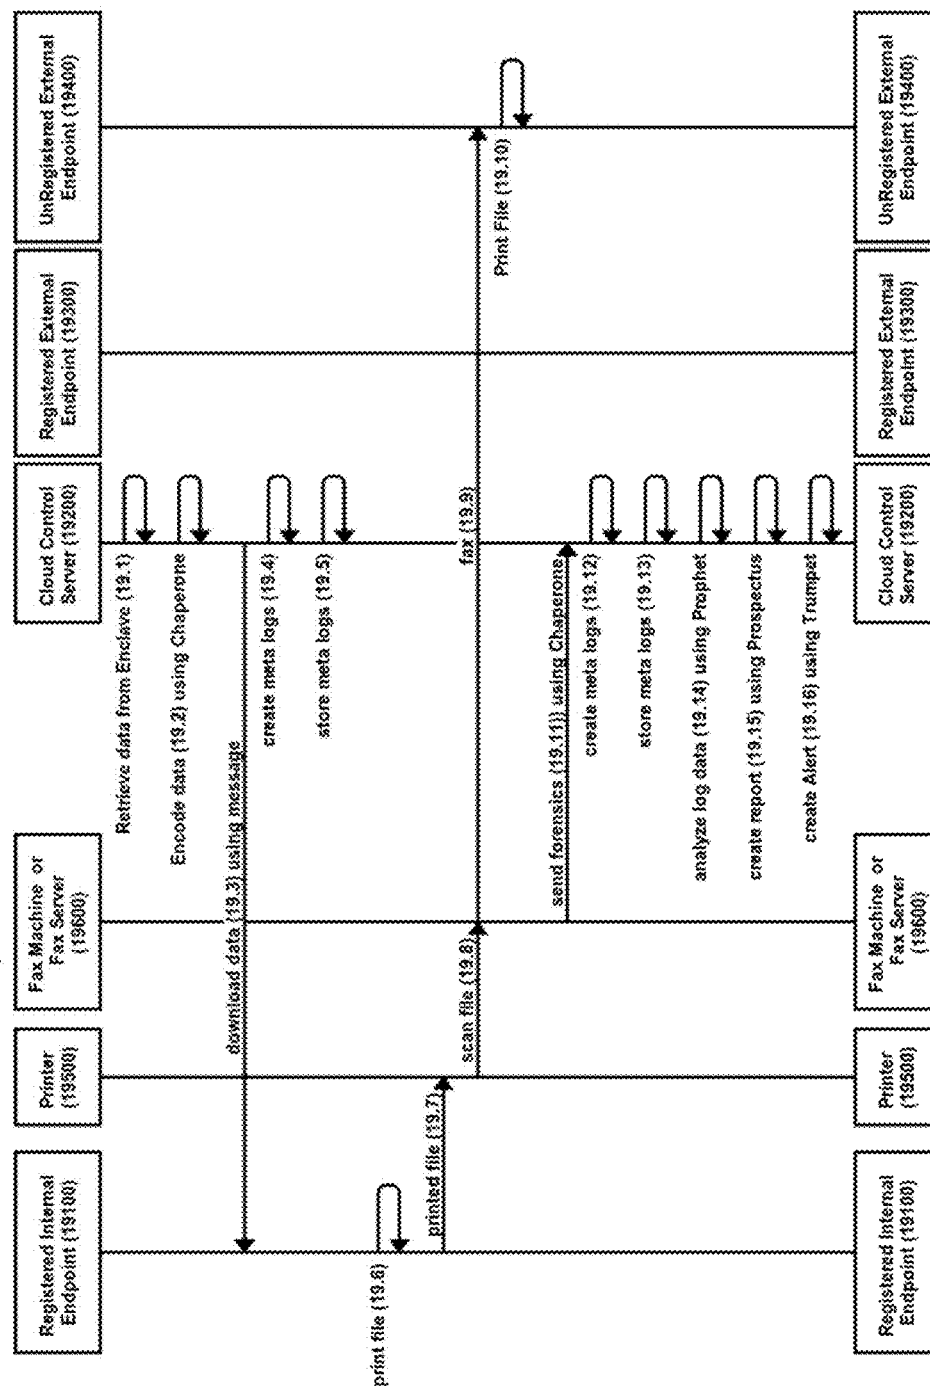 Registered Internal
Endpoint (19100)
Printer
(19500)
Fax Machine or
Fax Server
(19600)
Cloud Control
Server (19200)
Registered External
Endpoint (19300)
UnRegistered External
Endpoint (19400)
Retrieve data from Enclave (19.1)
Encode data (19.2) using Chaperone
download data (19.3) using message
create meta logs (19.4)
store meta logs (19.5)
print file (19.6)
printed file (19.7)
scan file (19.8)
fax (19.9)
Print File (19.10)
send forensics (19.11)) using Chaperone
create meta logs (19.12)
store meta logs (19.13)
analyze log data (19.14) using Prophet
create report (19.15) using Prospectus
create Alert (19.16) using Trumpet
Registered Internal
Endpoint (19100)
Printer
(19500)
Fax Machine or
Fax Server
(19600)
Cloud Control
Server (19200)
Registered External
Endpoint (19300)
UnRegistered External
Endpoint (19400)